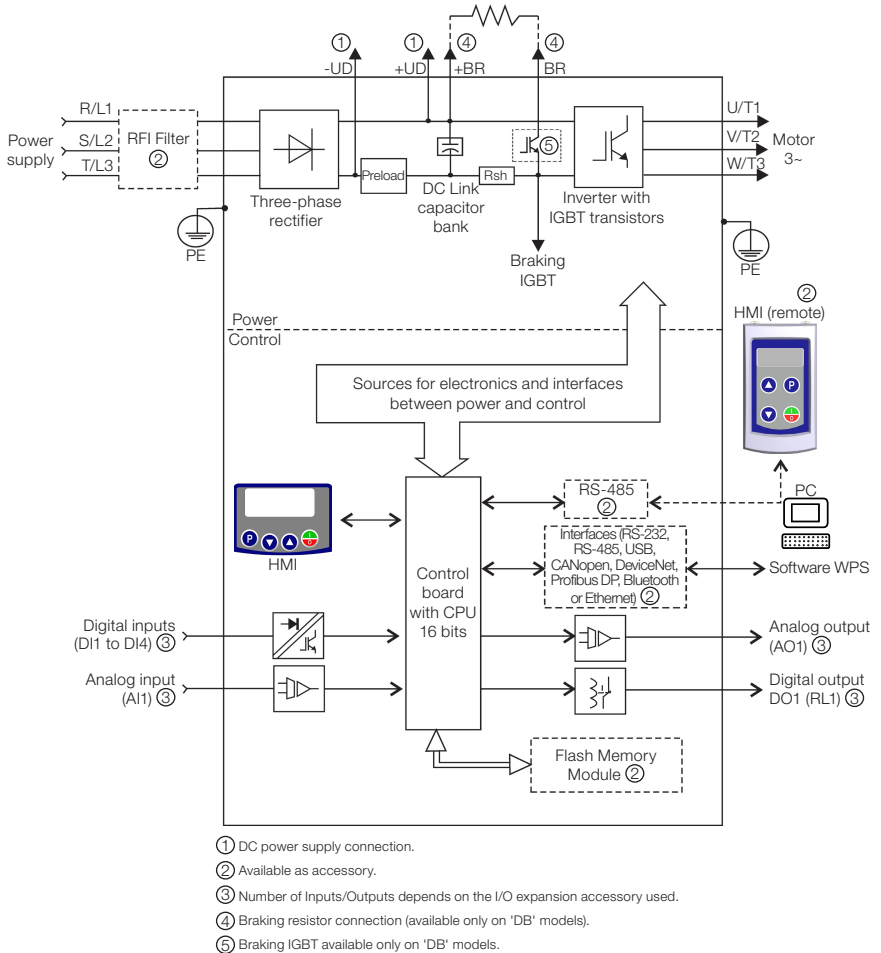 ① ① ④ ④
-UD +UD +BR BR
R/L1
S/L2
T/L3
Power
supply
RFI Filter
②
Three-phase
rectifier
Preload
DC Link
capacitor
bank
Rsh
⑤
Inverter with
IGBT transistors
U/T1
V/T2
W/T3
Motor
3~
PE
PE
Braking
IGBT
Power
Control
②
HMI (remote)
P
I
0
Sources for electronics and interfaces
between power and control
P
I
0
HMI
Control
board
with CPU
16 bits
RS-485
②
PC
Interfaces (RS-232,
RS-485, USB,
CANopen, DeviceNet,
Profibus DP, Bluetooth
or Ethernet) ②
Software WPS
Digital inputs
(DI1 to DI4) ③
Analog input
(AI1) ③
Analog output
(AO1) ③
Digital output
DO1 (RL1) ③
Flash Memory
Module ②
① DC power supply connection.
② Available as accessory.
③ Number of Inputs/Outputs depends on the I/O expansion accessory used.
④ Braking resistor connection (available only on 'DB' models).
⑤ Braking IGBT available only on 'DB' models.